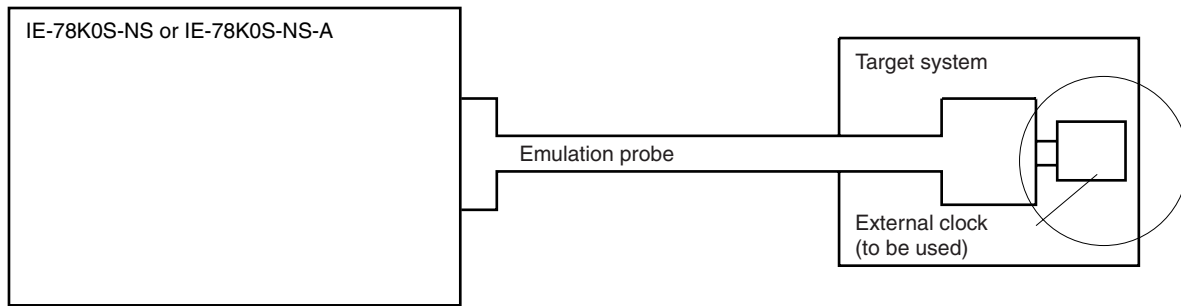 IE-78K0S-NS or IE-78K0S-NS-A
Target system
Emulation probe
External clock
(to be used)